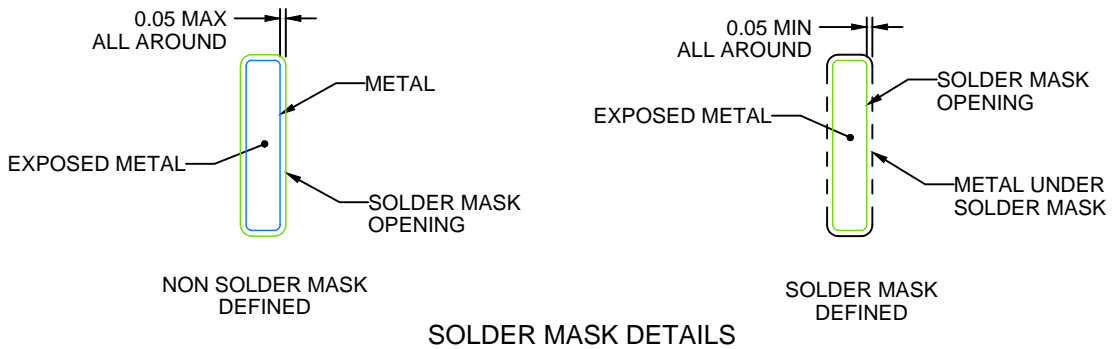 0.05 MAX
ALL AROUND
METAL
EXPOSED METAL
SOLDER MASK
OPENING
NON SOLDER MASK
DEFINED
0.05 MIN
ALL AROUND
SOLDER MASK
OPENING
EXPOSED METAL
METAL UNDER
SOLDER MASK
SOLDER MASK
DEFINED
SOLDER MASK DETAILS